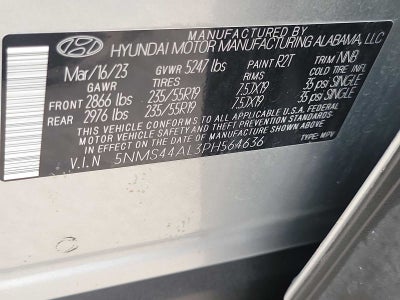 MANUFACTURED BY
HYUNDAI MOTOR MANUFACTURING ALABAMA, LLC
Mar/16/23 GVWR 5247 lbs PAINT R2T TRIM NNB
GAWR TIRES RIMS COLD TIRE INFL
FRONT 2866 lbs 235/55R19 7.5JX19 35 psi SINGLE
REAR 2976 lbs 235/55R19 7.5JX19 35 psi SINGLE
THIS VEHICLE CONFORMS TO ALL APPLICABLE U.S. FEDERAL
MOTOR VEHICLE SAFETY AND THEFT PREVENTION STANDARDS
IN EFFECT ON THE DATE OF MANUFACTURE SHOWN ABOVE.
V.I.N 5NMS44AL3PH564636 TYPE: MPV